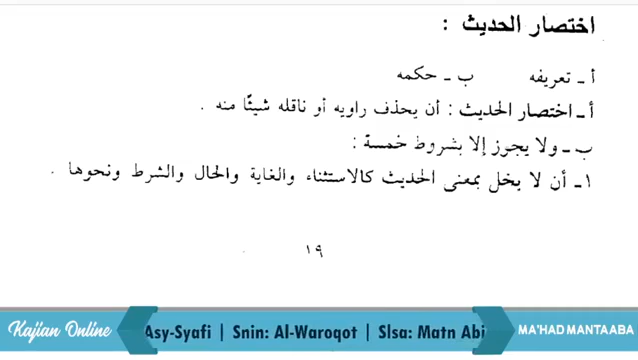 اختصار الحديث :
أ ـ تعريفه ب ـ حكمه
أ ـ اختصار الحديث : أن يحذف راويه أو ناقله شيئًا منه .
ب ـ ولا يجوز إلا بشروط خمسة :
١ـ أن لا يخل بمعنى الحديث كالاستثناء والغاية والحال والشرط ونحوها .
١٩
Kajian Online
Asy-Syafi | Snin: Al-Waroqot | Slsa: Matn Abi
MA'HAD MANTAABA